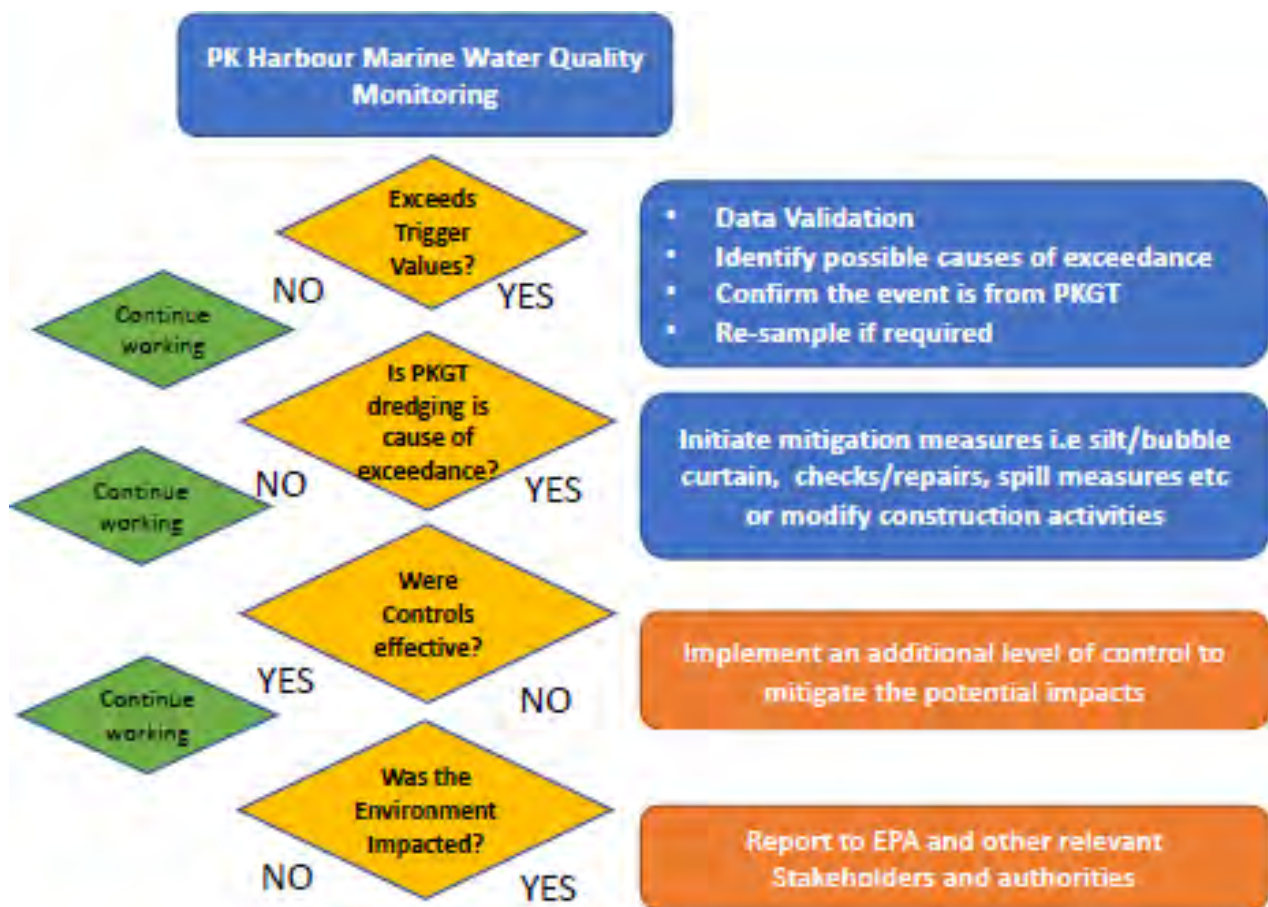 PK Harbour Marine Water Quality
Monitoring
Exceeds
Trigger
Values?
NO
YES
• Data Validation
• Identify possible causes of exceedance
• Confirm the event is from PKGT
• Re-sample if required
Continue
working
Is PKGT
dredging is
cause of
exceedance?
NO
YES
Initiate mitigation measures i.e silt/bubble
curtain, checks/repairs, spill measures etc
or modify construction activities
Continue
working
Were
Controls
effective?
YES
NO
Implement an additional level of control to
mitigate the potential impacts
Continue
working
Was the
Environment
Impacted?
NO
YES
Report to EPA and other relevant
Stakeholders and authorities